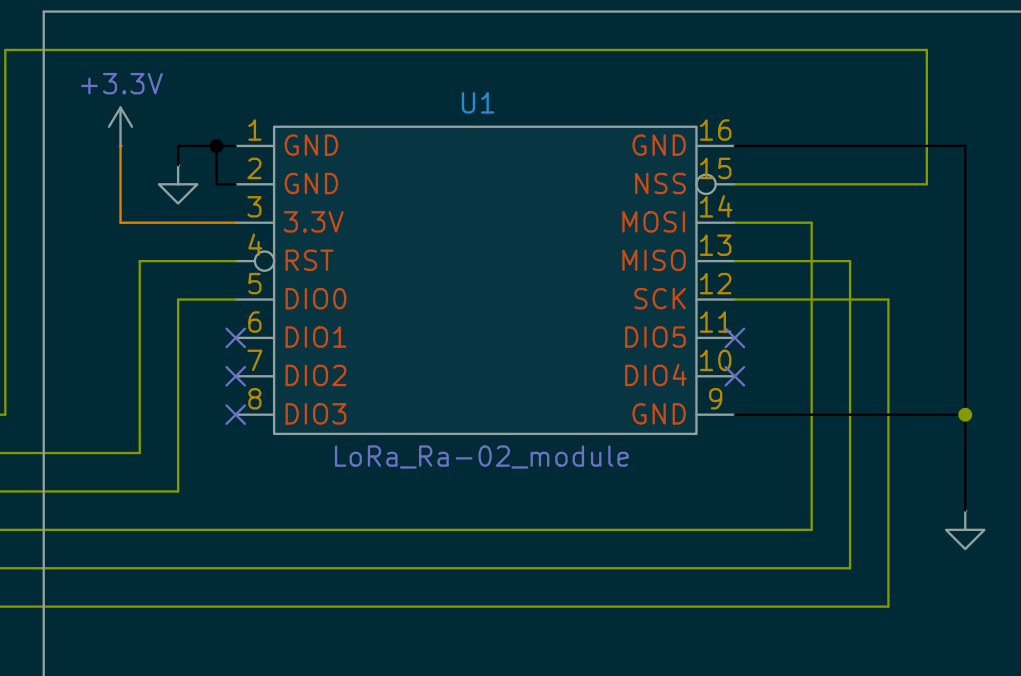 +3.3V
U1
1 GND GND 16
2 GND NSS 15
3 3.3V MOSI 14
4 RST MISO 13
5 DIO0 SCK 12
6 DIO1 DIO5 11
7 DIO2 DIO4 10
8 DIO3 GND 9
LoRa_Ra-02_module